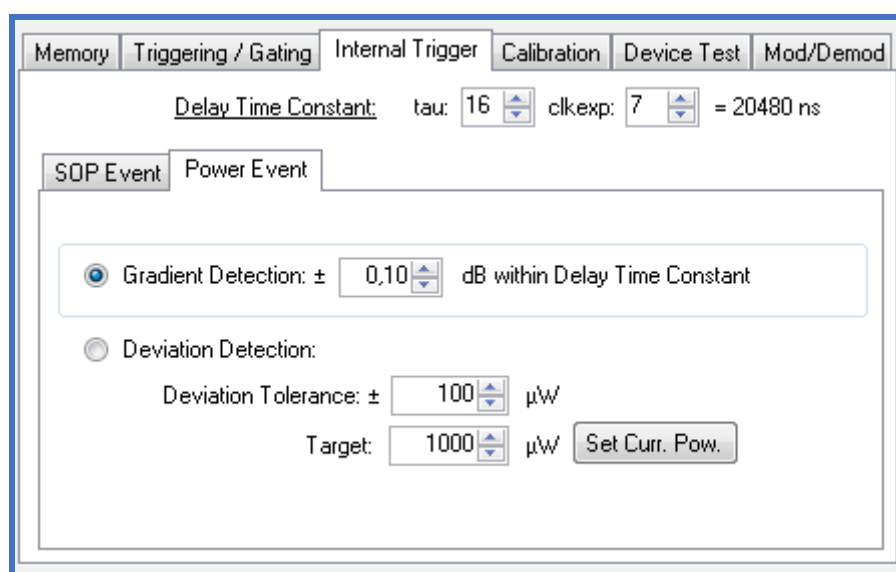 Memory Triggering / Gating Internal Trigger Calibration Device Test Mod/Demod
Delay Time Constant: tau: 16 clkexp: 7 = 20480 ns
SOP Event Power Event
Gradient Detection: ± 0,10 dB within Delay Time Constant
Deviation Detection:
Deviation Tolerance: ± 100 µW
Target: 1000 µW Set Curr. Pow.